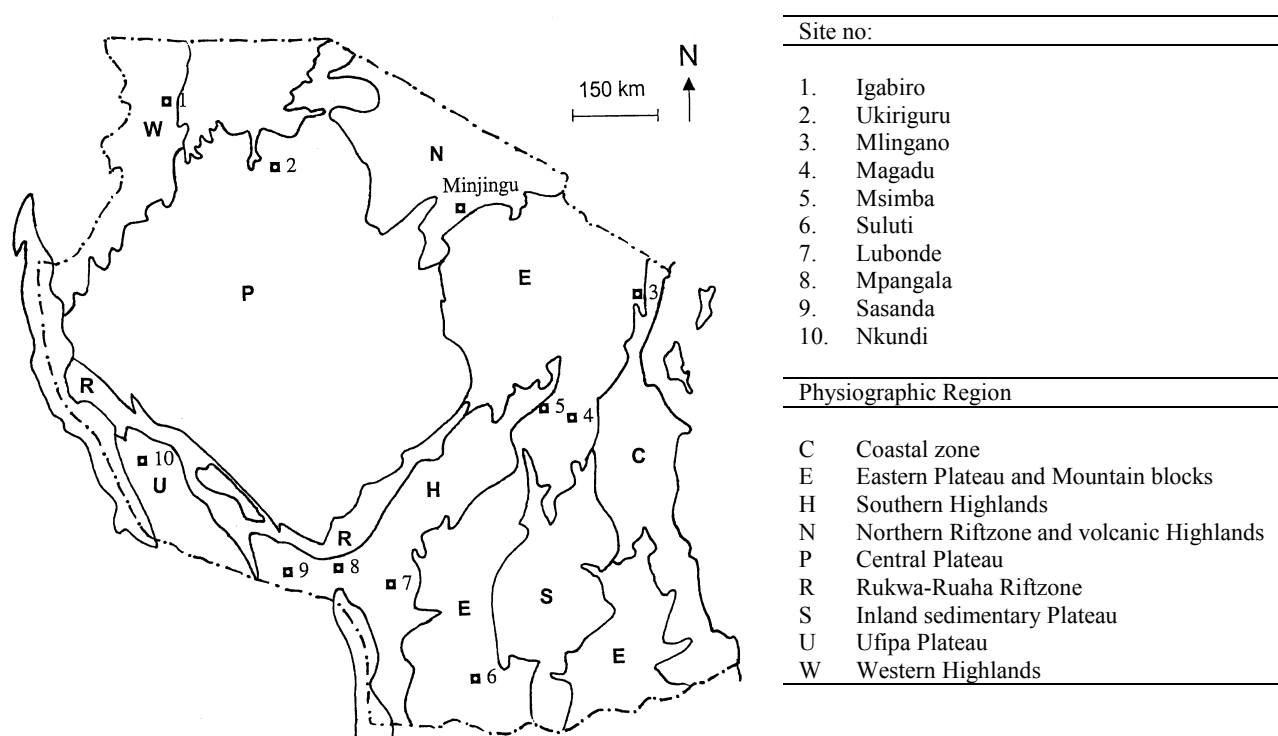 N
150 km
1
W
2
N
Minjingu
E
3
P
R
5
4
10
C
U
H
R
9
8
7
S
E
E
6
Site no:
1. Igabiro
2. Ukiriguru
3. Mlingano
4. Magadu
5. Msimba
6. Suluti
7. Lubonde
8. Mpangala
9. Sasanda
10. Nkundi
Physiographic Region
C Coastal zone
E Eastern Plateau and Mountain blocks
H Southern Highlands
N Northern Riftzone and volcanic Highlands
P Central Plateau
R Rukwa-Ruaha Riftzone
S Inland sedimentary Plateau
U Ufipa Plateau
W Western Highlands